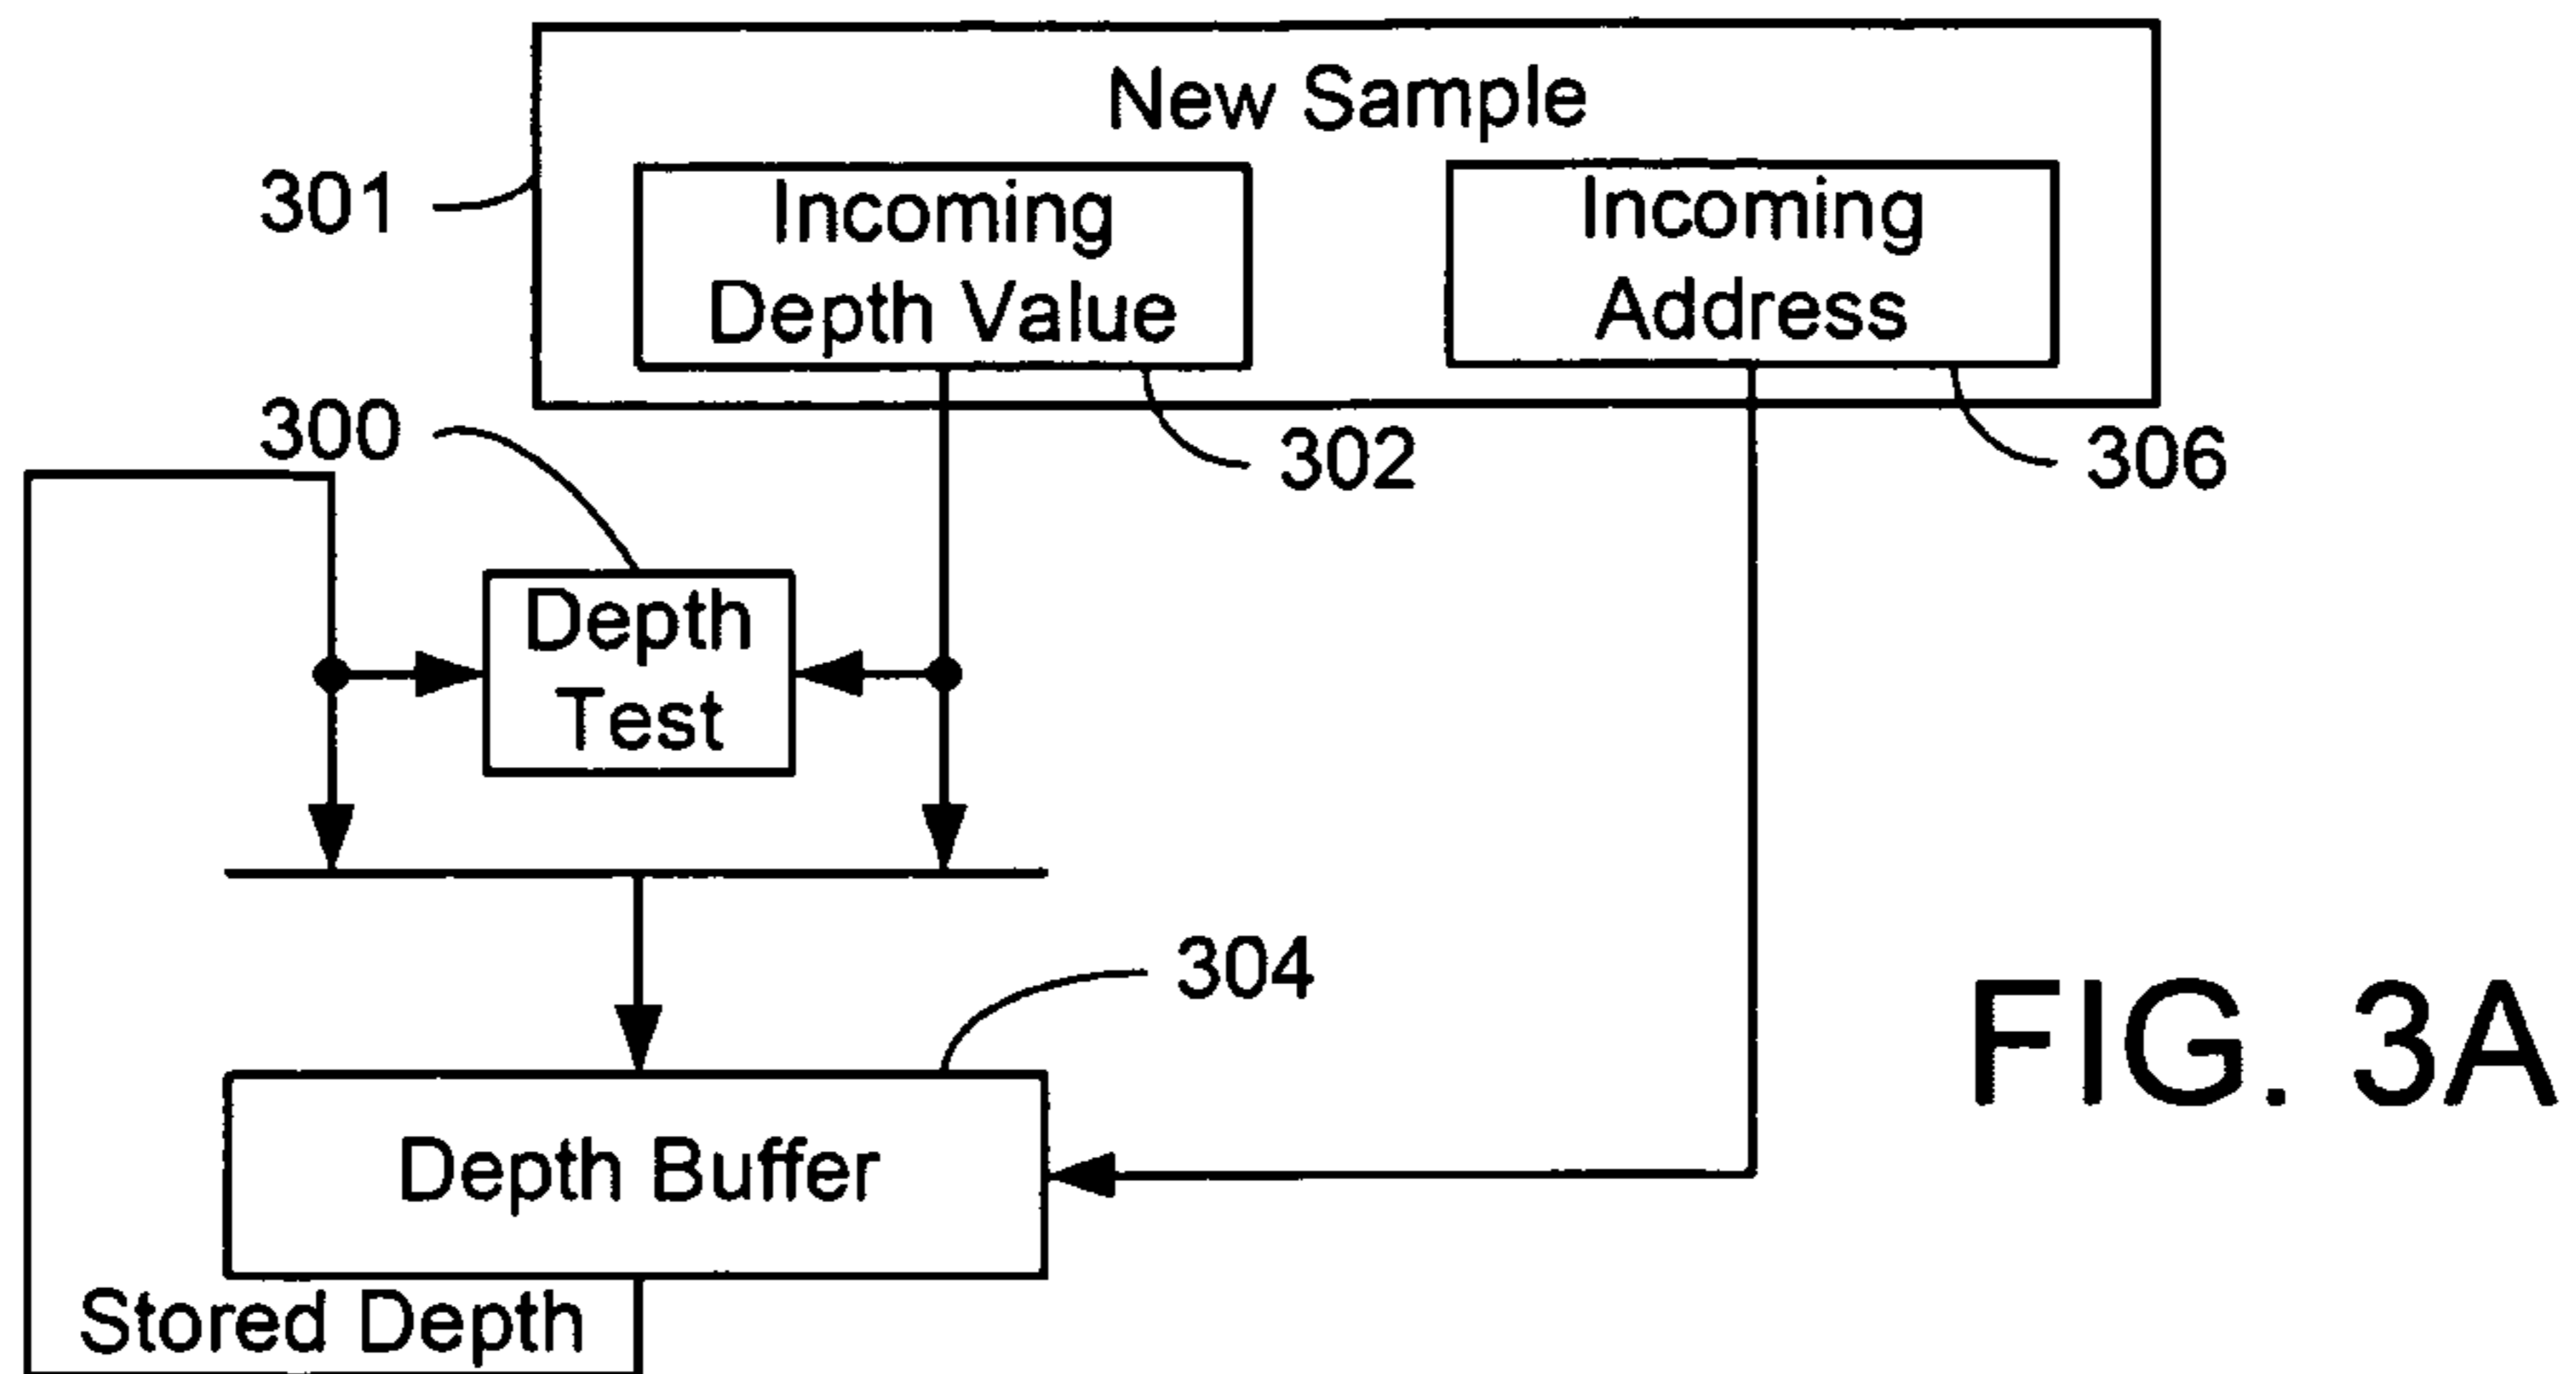 New Sample
301
Incoming
Depth Value
Incoming
Address
300
302
306
Depth
Test
304
Depth Buffer
Stored Depth
FIG. 3A